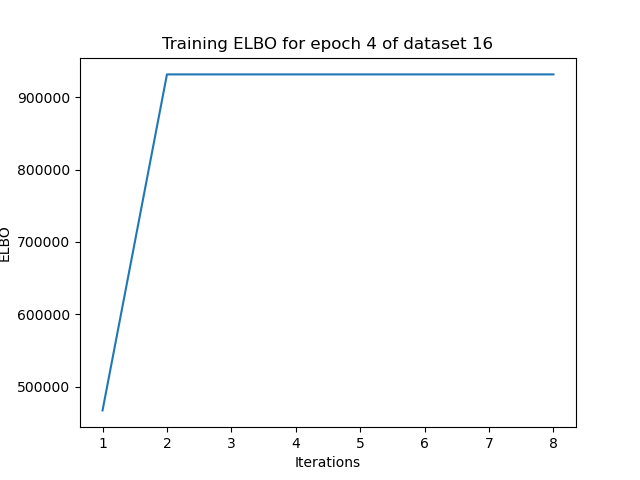 Training ELBO for epoch 4 of dataset 16
900000
800000
700000
600000
500000
ELBO
1 2 3 4 5 6 7 8
Iterations